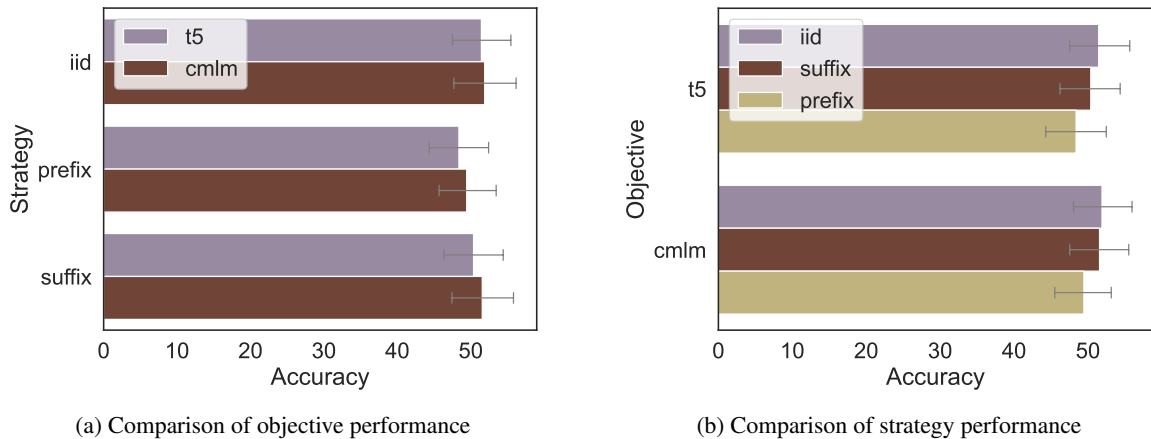 t5
cmlm
iid
prefix
suffix
Strategy
0 10 20 30 40 50
Accuracy
(a) Comparison of objective performance
iid
suffix
prefix
t5
cmlm
Objective
0 10 20 30 40 50
Accuracy
(b) Comparison of strategy performance